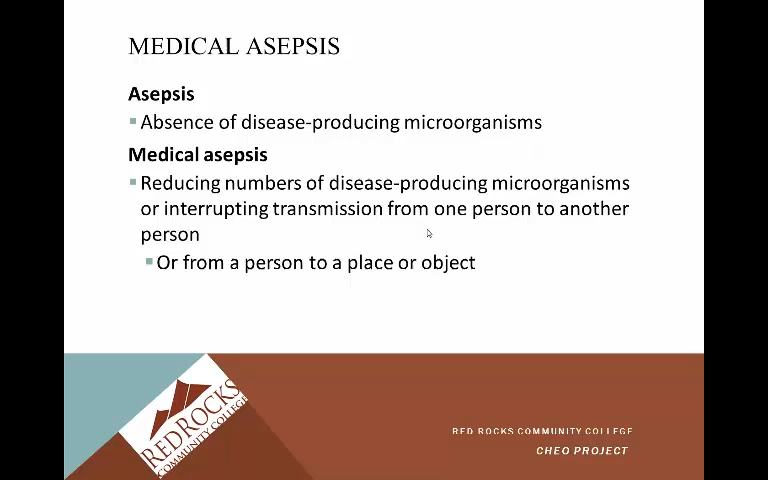 MEDICAL ASEPSIS
Asepsis
▪Absence of disease-producing microorganisms
Medical asepsis
▪Reducing numbers of disease-producing microorganisms
or interrupting transmission from one person to another
person
▪Or from a person to a place or object
RED ROCKS
COMMUNITY COLLEGE
RED ROCKS COMMUNITY COLLEGE
CHEO PROJECT